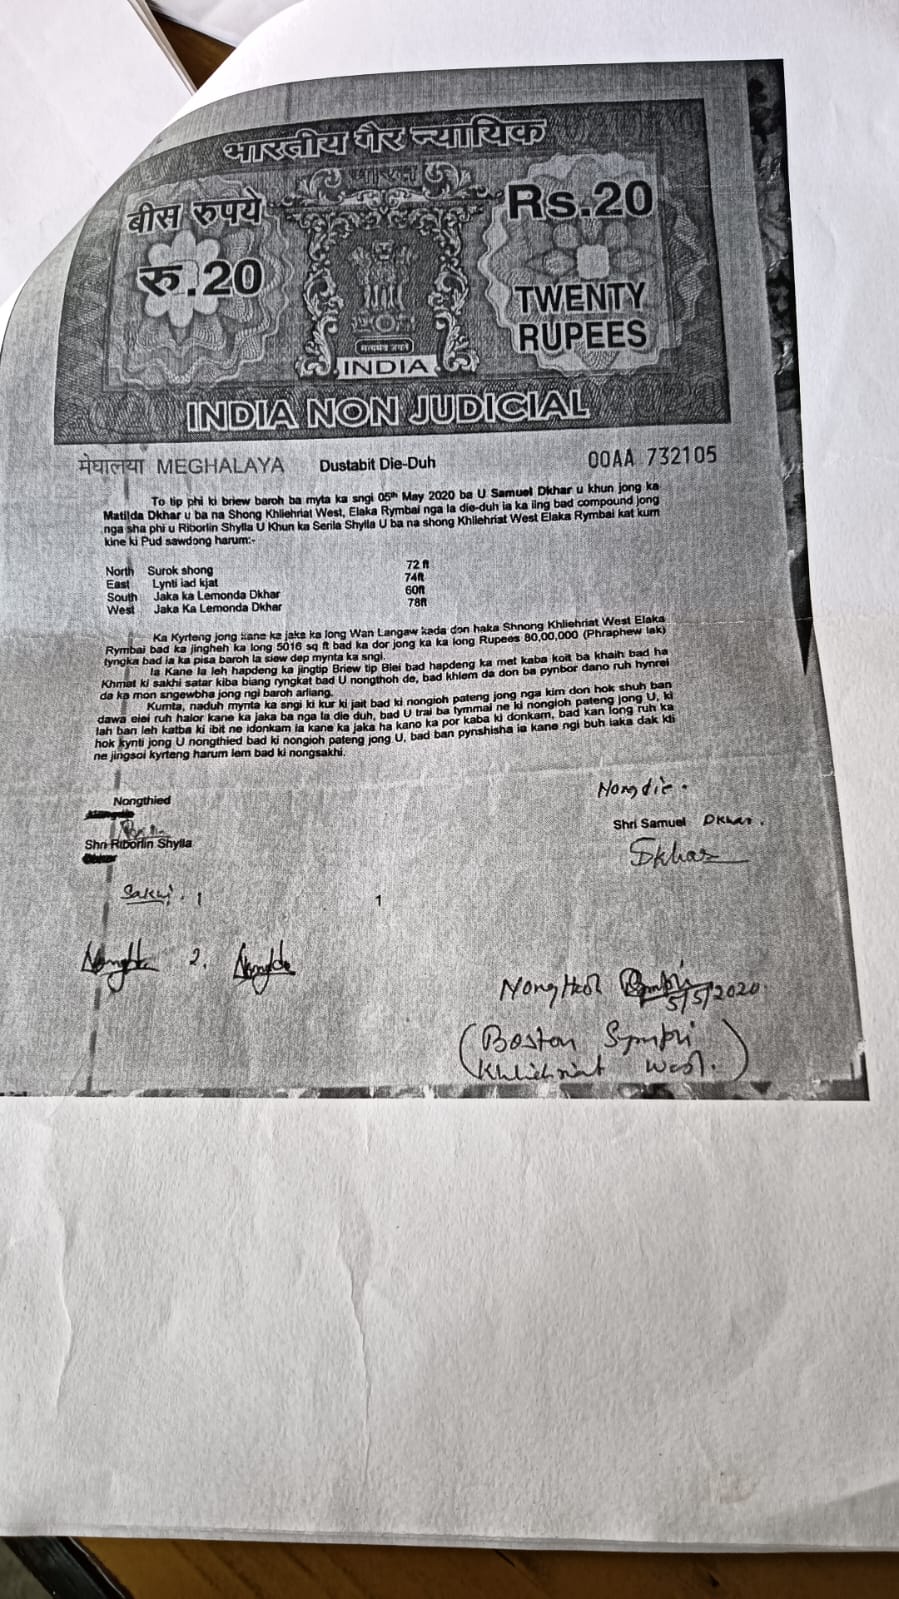 भारतीय गैर न्यायिक
बीस रुपये
रु.20
Rs.20
TWENTY
RUPEES
सत्यमेव जयते
INDIA
INDIA NON JUDICIAL
मेघालया MEGHALAYA Dustabit Die-Duh 00AA 732105
To tip phi ki briew baroh ba myta ka sngi 05th May 2020 ba U Samuel Dkhar u khun jong ka
Matilda Dkhar u ba na Shong Khliehriat West, Elaka Rymbai nga la die-duh ia ka iing bad compound jong
nga sha phi u Riborlin Shylla U Khun ka Serila Shylla U ba na shong Khliehriat West Elaka Rymbai kat kum
kine ki Pud sawdong harum:-
North Surok shong 72 ft
East Lynti iad kjat 74ft
South Jaka ka Lemonda Dkhar 60ft
West Jaka Ka Lemonda Dkhar 78ft
Ka Kyrteng jong kane ka jaka ka long Wan Langaw kada don haka Shnong Khliehriat West Elaka
Rymbai bad ka jingheh ka long 5016 sq ft bad ka dor jong ka ka long Rupees 80,00,000 (Phraphew lak)
tyngka bad ia ka pisa baroh la siew dep mynta ka sngi.
Ia Kane la leh hapdeng ka jingtip Briew tip Blei bad hapdeng ka met kaba koit ba khaih bad ha
Khmat ki sakhi satar kiba biang ryngkat bad U nongthoh de, bad khlem da don ba pynbor dano ruh hynrei
da ka mon sngewbha jong ngi baroh arliang.
Kumta, naduh mynta ka sngi ki kur ki jait bad ki nongioh pateng jong nga kim don hok shuh ban
dawa eiei ruh halor kane ka jaka ba nga la die duh, bad U trai ba tymmai ne ki nongioh pateng jong U, ki
lah ban leh katba ki ibit ne idonkam ia kane ka jaka ha kano ka por kaba ki donkam, bad kan long ruh ka
hok kynti jong U nongthied bad ki nongioh pateng jong U, bad ban pynshisha ia kane ngi buh iaka dak kti
ne jingsoi kyrteng harum lem bad ki nongsakhi.
Nongthied
Nongdie.
Shri Samuel Dkhar.
Shri Riborlin Shylla
Dkhar
Sakhi. 1
1
2.
Nongthoh
5/5/2020
(Boston Sympli
Khliehriat West.)